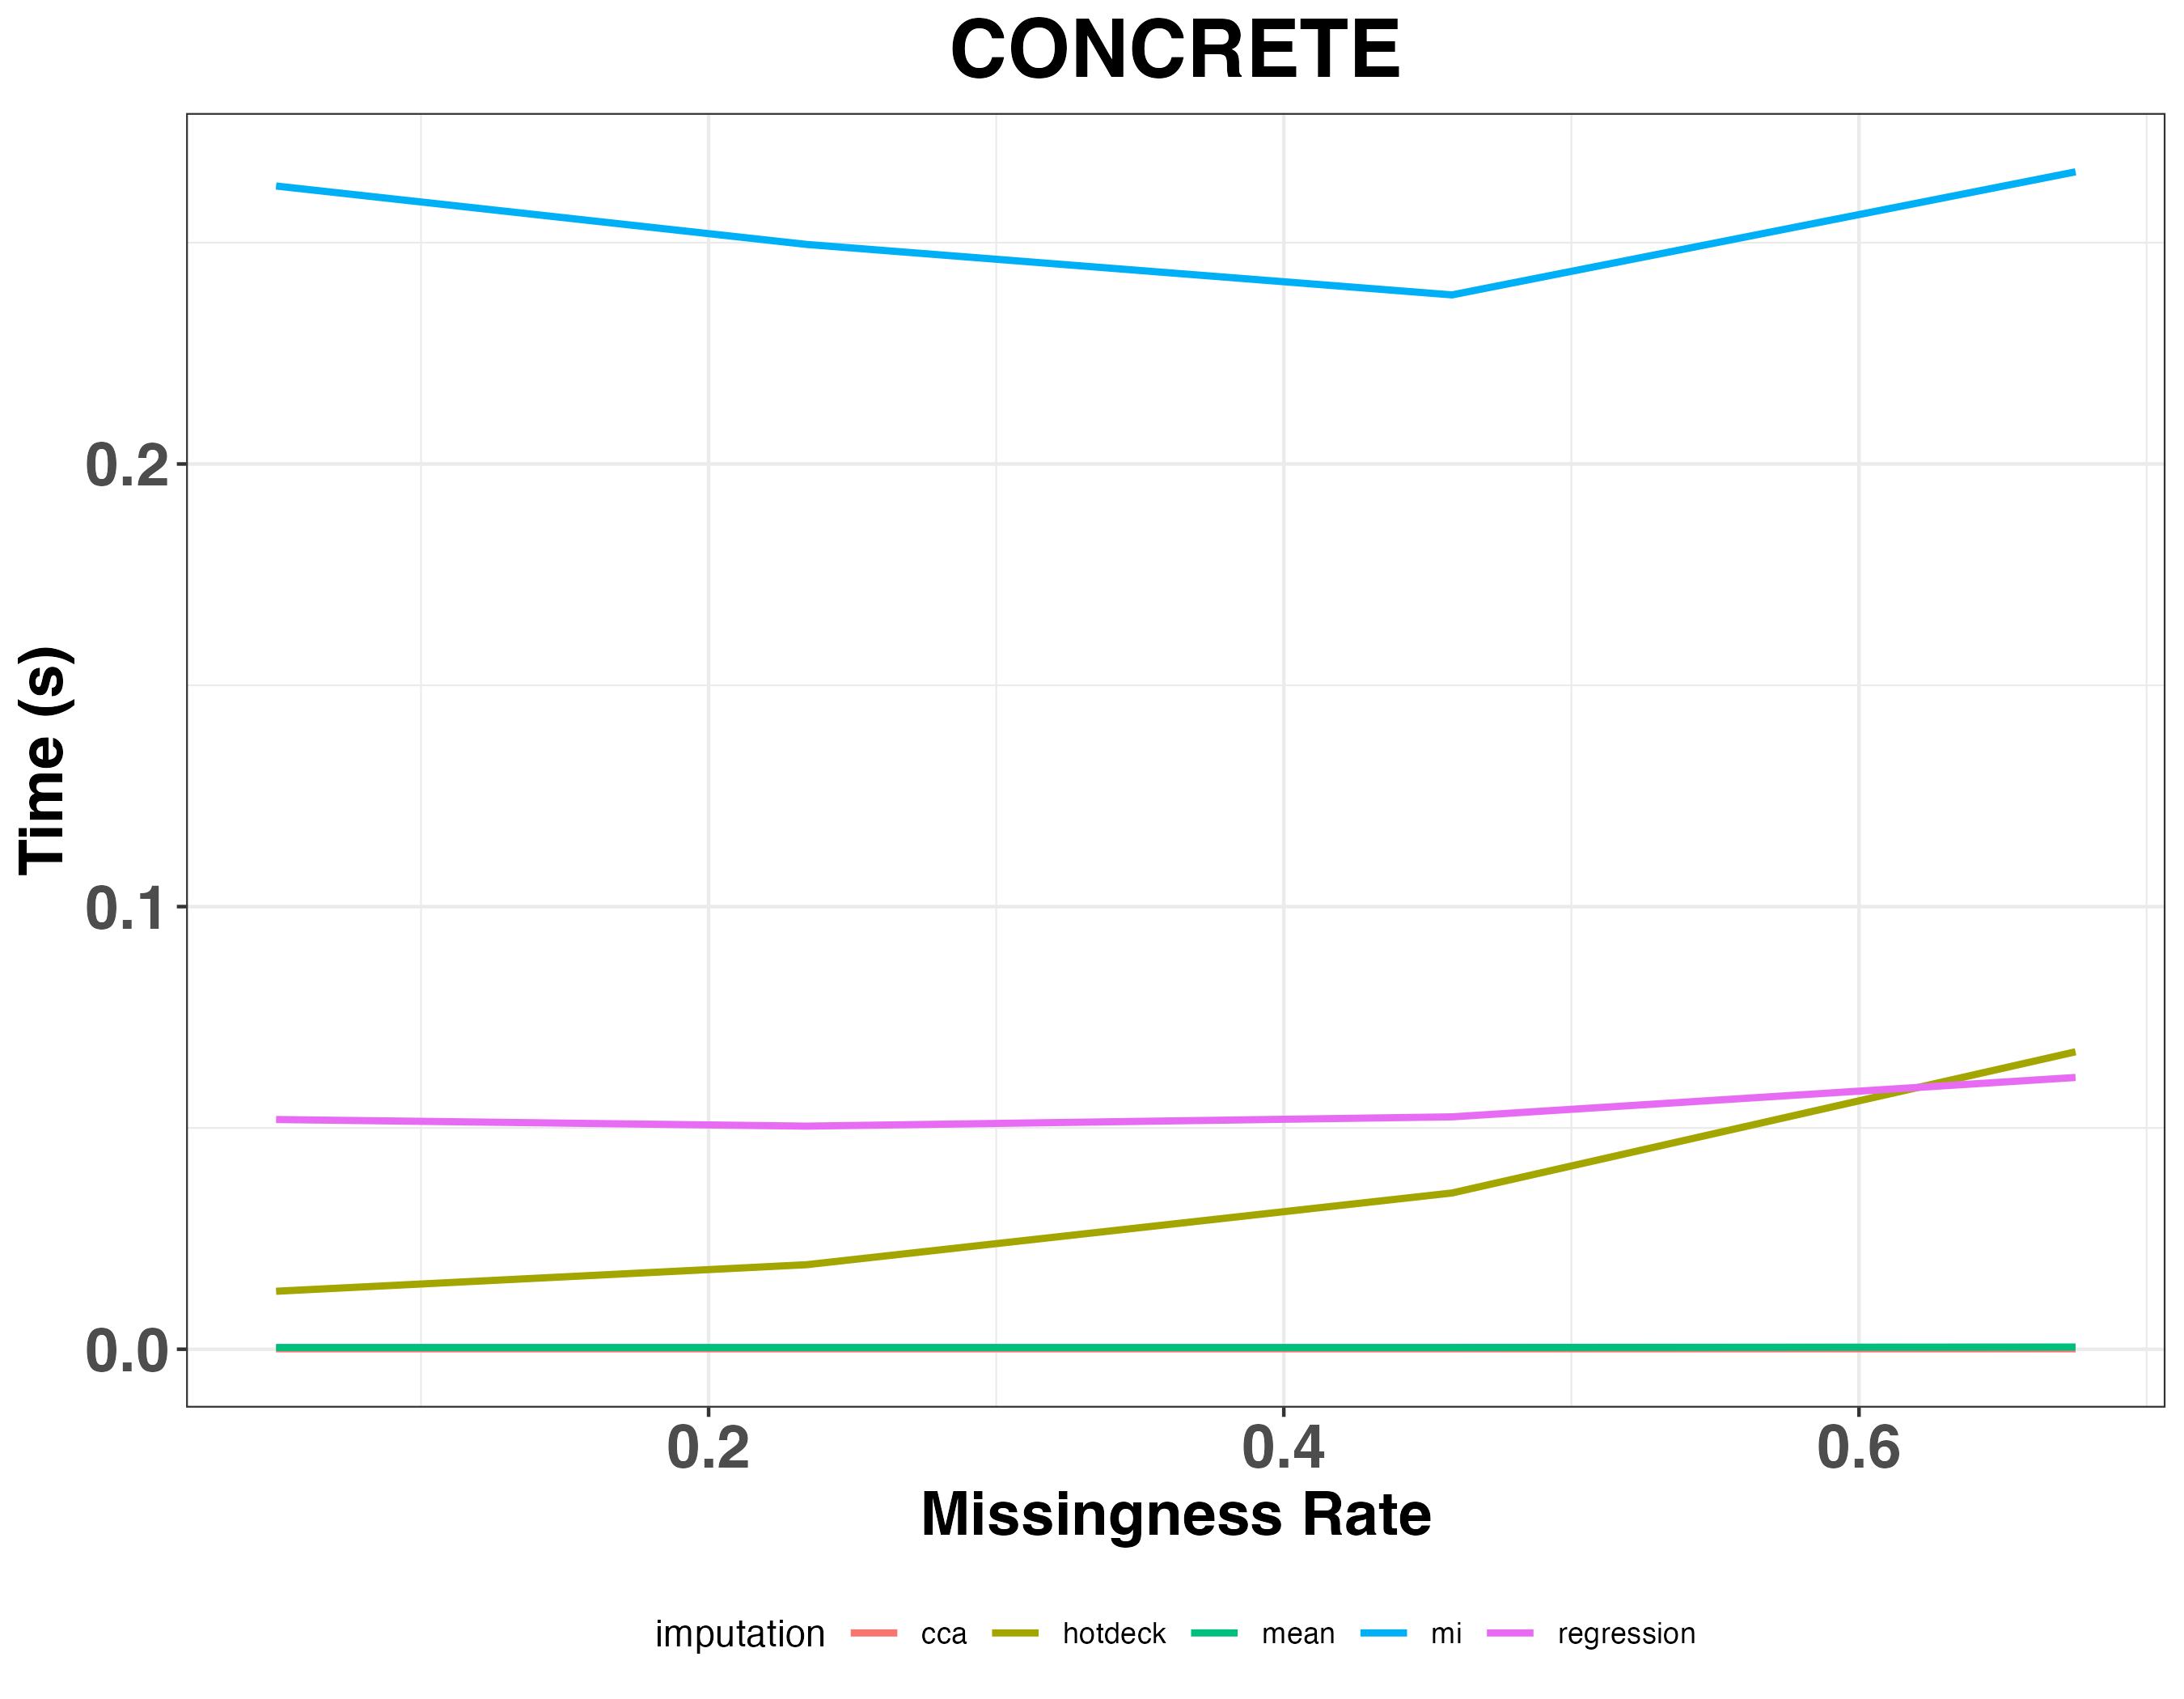 CONCRETE
Time (s)
0.2
0.1
0.0
0.2 0.4 0.6
Missingness Rate
imputation cca hotdeck mean mi regression